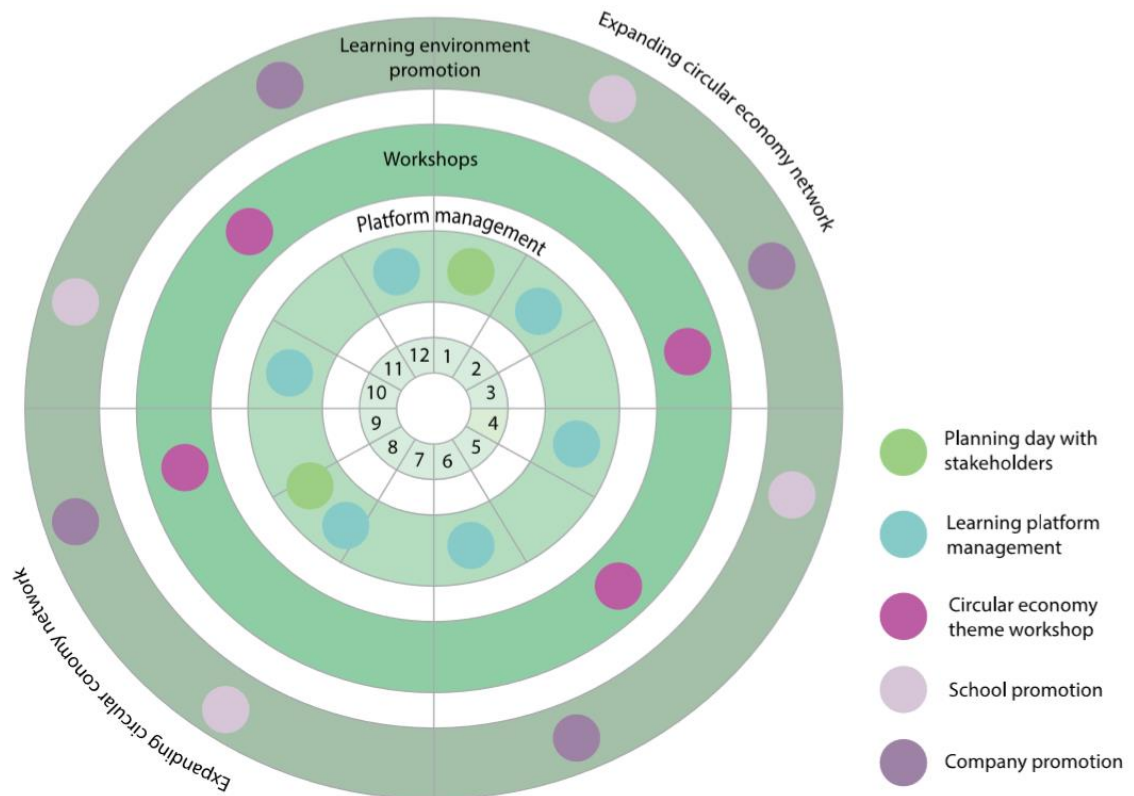 Learning environment
promotion
Expanding circular economy network
Workshops
Platform management
12
1
2
3
4
5
6
7
8
9
10
11
Expanding circular conomy network
Planning day with
stakeholders
Learning platform
management
Circular economy
theme workshop
School promotion
Company promotion